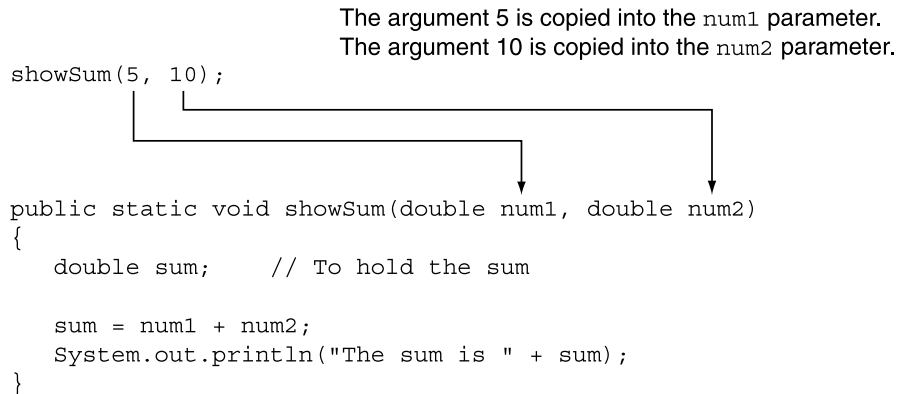 The argument 5 is copied into the num1 parameter.
The argument 10 is copied into the num2 parameter.
showSum(5, 10);
public static void showSum(double num1, double num2)
{
   double sum;    // To hold the sum
   sum = num1 + num2;
   System.out.println("The sum is " + sum);
}